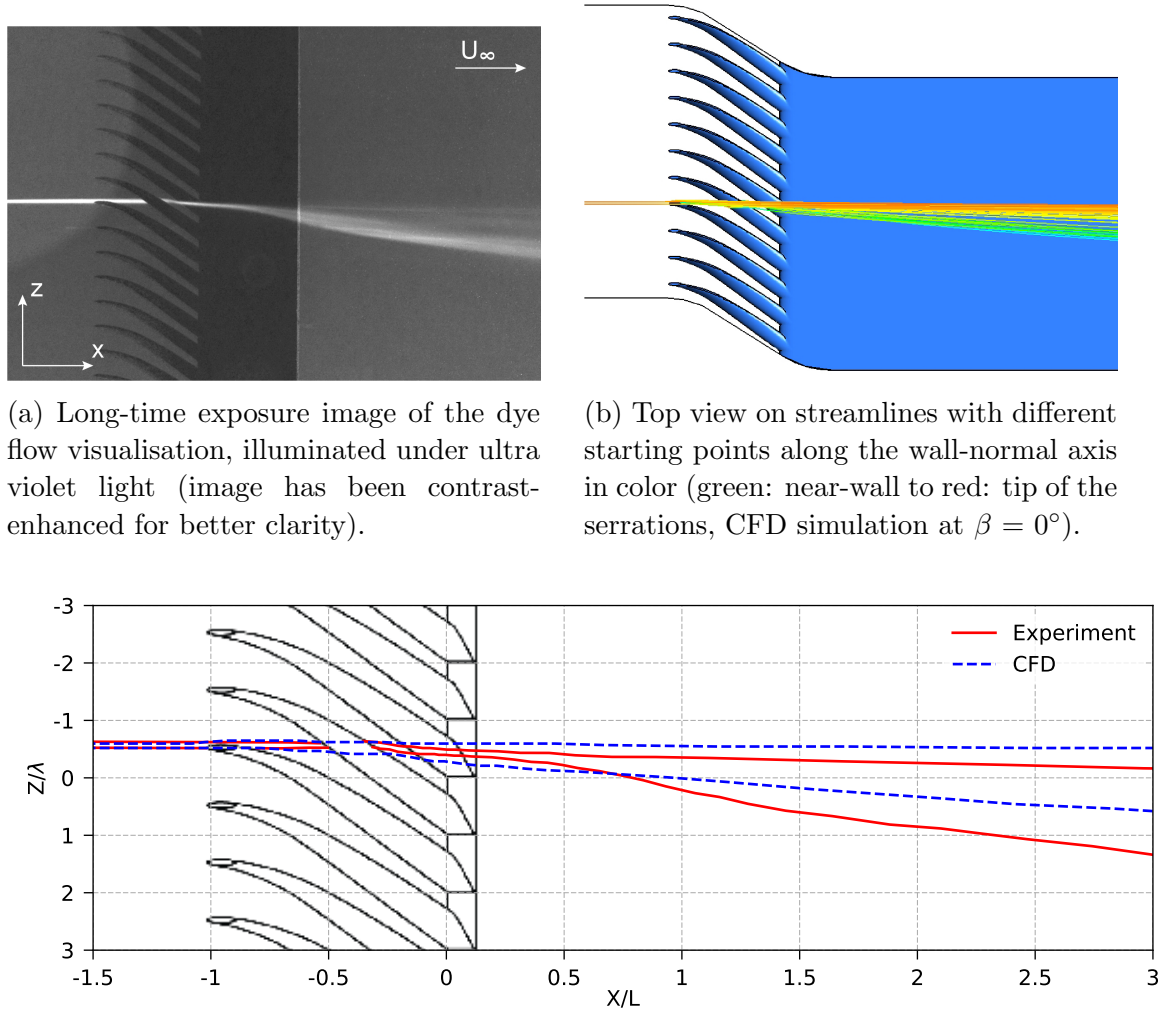 U∞
z
x
(a) Long-time exposure image of the dye
flow visualisation, illuminated under ultra
violet light (image has been contrast-
enhanced for better clarity).
(b) Top view on streamlines with different
starting points along the wall-normal axis
in color (green: near-wall to red: tip of the
serrations, CFD simulation at β = 0°).
-3
-2
-1
0
1
2
3
Z/λ
Experiment
CFD
-1.5
-1
-0.5
0
0.5
1
1.5
2
2.5
3
X/L